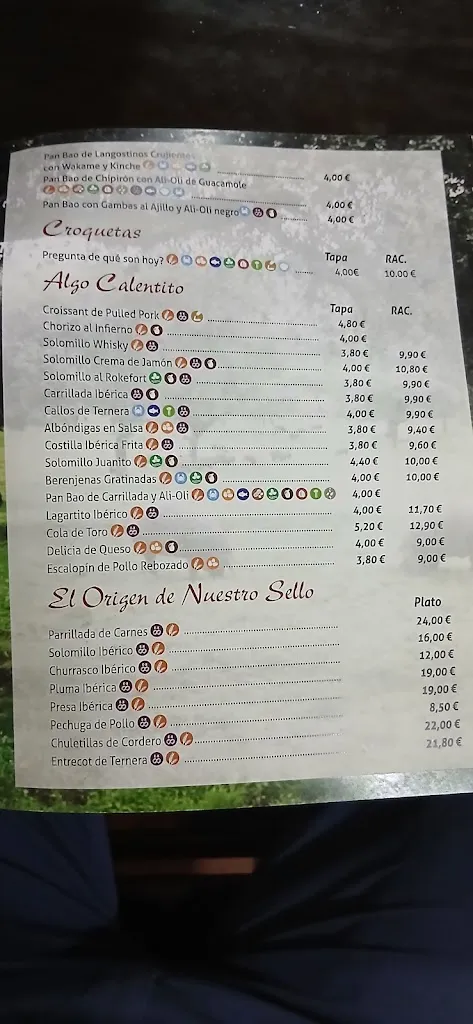 Pan Bao de Langostinos Crujientes
con Wakame y Kinche 4,00 €
Pan Bao de Chipirón con Ali-Oli de Guacamole
4,00 €
Pan Bao con Gambas al Ajillo y Ali-Oli negro 4,00 €
Croquetas
Tapa RAC.
Pregunta de qué son hoy? 4,00€ 10.00 €
Algo Calentito
Tapa RAC.
Croissant de Pulled Pork 4,80 €
Chorizo al Infierno 4,00 €
Solomillo Whisky 3,80 € 9,90 €
Solomillo Crema de Jamón 4,00 € 10,80 €
Solomillo al Rokefort 3,80 € 9,90 €
Carrillada Ibérica 3,80 € 9,90 €
Callos de Ternera 4,00 € 9,90 €
Albóndigas en Salsa 3,80 € 9,40 €
Costilla Ibérica Frita 3,80 € 9,60 €
Solomillo Juanito 4,40 € 10,00 €
Berenjenas Gratinadas 4,00 € 10,00 €
Pan Bao de Carrillada y Ali-Oli 4,00 €
Lagartito Ibérico 4,00 € 11,70 €
Cola de Toro 5,20 € 12,90 €
Delicia de Queso 4,00 € 9,00 €
Escalopín de Pollo Rebozado 3,80 € 9,00 €
El Origen de Nuestro Sello
Plato
Parrillada de Carnes 24,00 €
Solomillo Ibérico 16,00 €
Churrasco Ibérico 12,00 €
Pluma Ibérica 19,00 €
Presa Ibérica 19,00 €
Pechuga de Pollo 8,50 €
Chuletillas de Cordero 22,00 €
Entrecot de Ternera 21,80 €